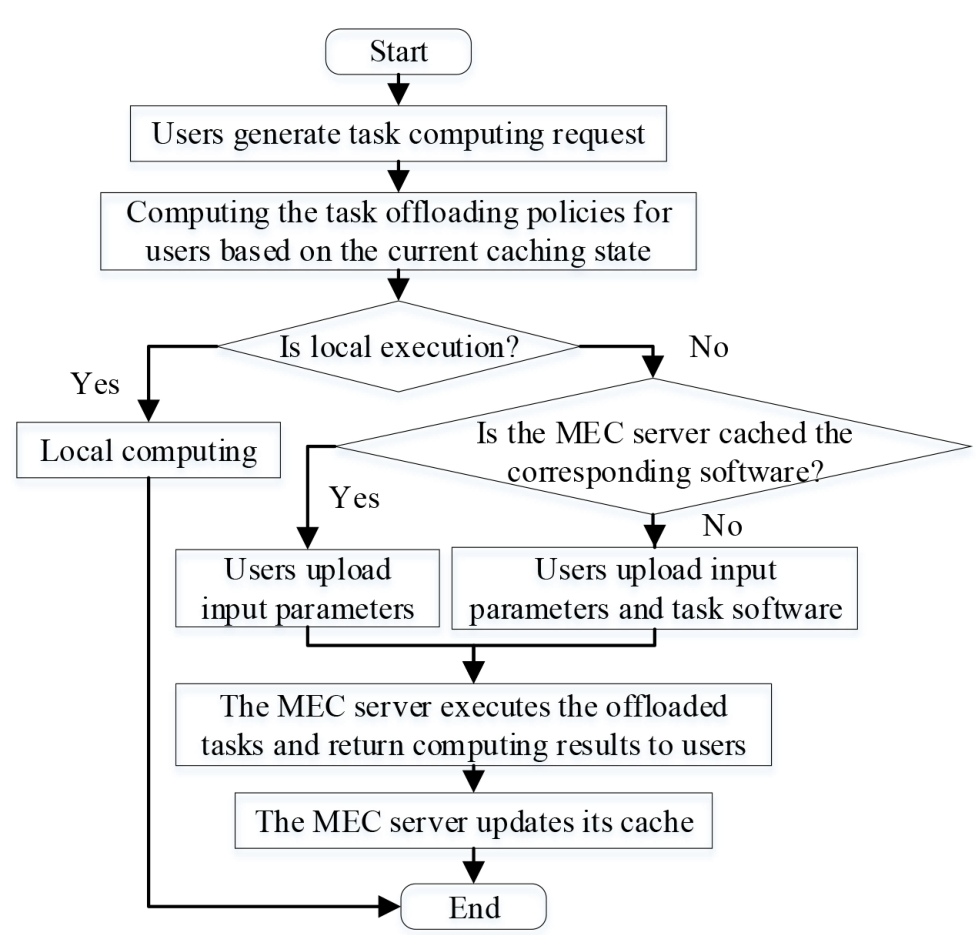 Start
Users generate task computing request
Computing the task offloading policies for
users based on the current caching state
Is local execution?
No
Yes
Local computing
Is the MEC server cached the
corresponding software?
Yes
No
Users upload
input parameters
Users upload input
parameters and task software
The MEC server executes the offloaded
tasks and return computing results to users
The MEC server updates its cache
End